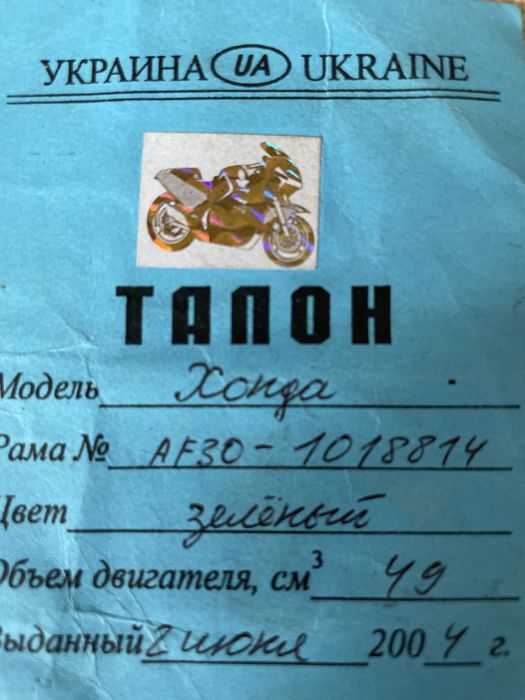 УКРАИНА UA UKRAINE
ТАЛОН
Модель Хонда
Рама № AF30-1018814
Цвет зелёный
Объем двигателя, см3 49
Выданный 2 июня 2004 г.